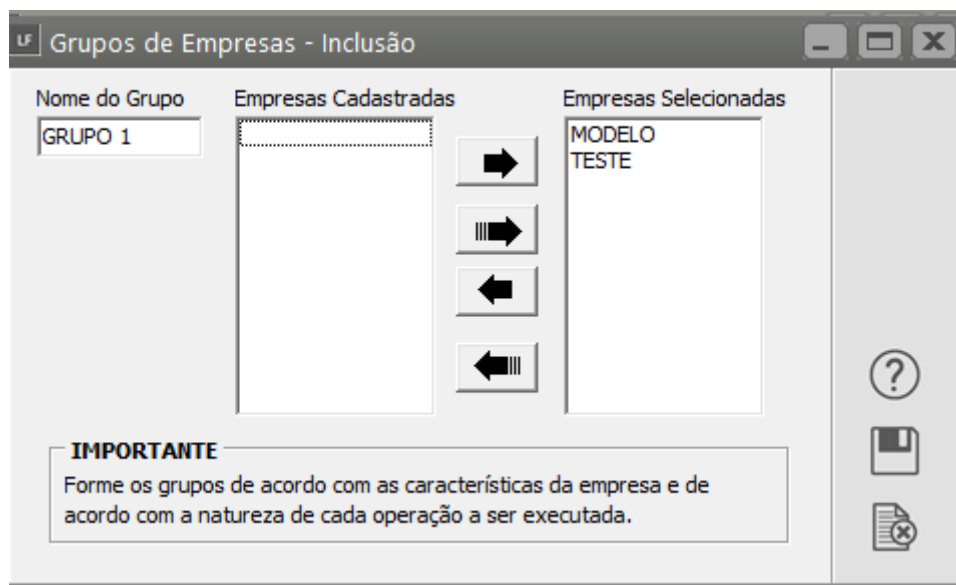 LF Grupos de Empresas - Inclusão
Nome do Grupo
GRUPO 1
Empresas Cadastradas
Empresas Selecionadas
MODELO
TESTE
IMPORTANTE
Forme os grupos de acordo com as características da empresa e de
acordo com a natureza de cada operação a ser executada.
?